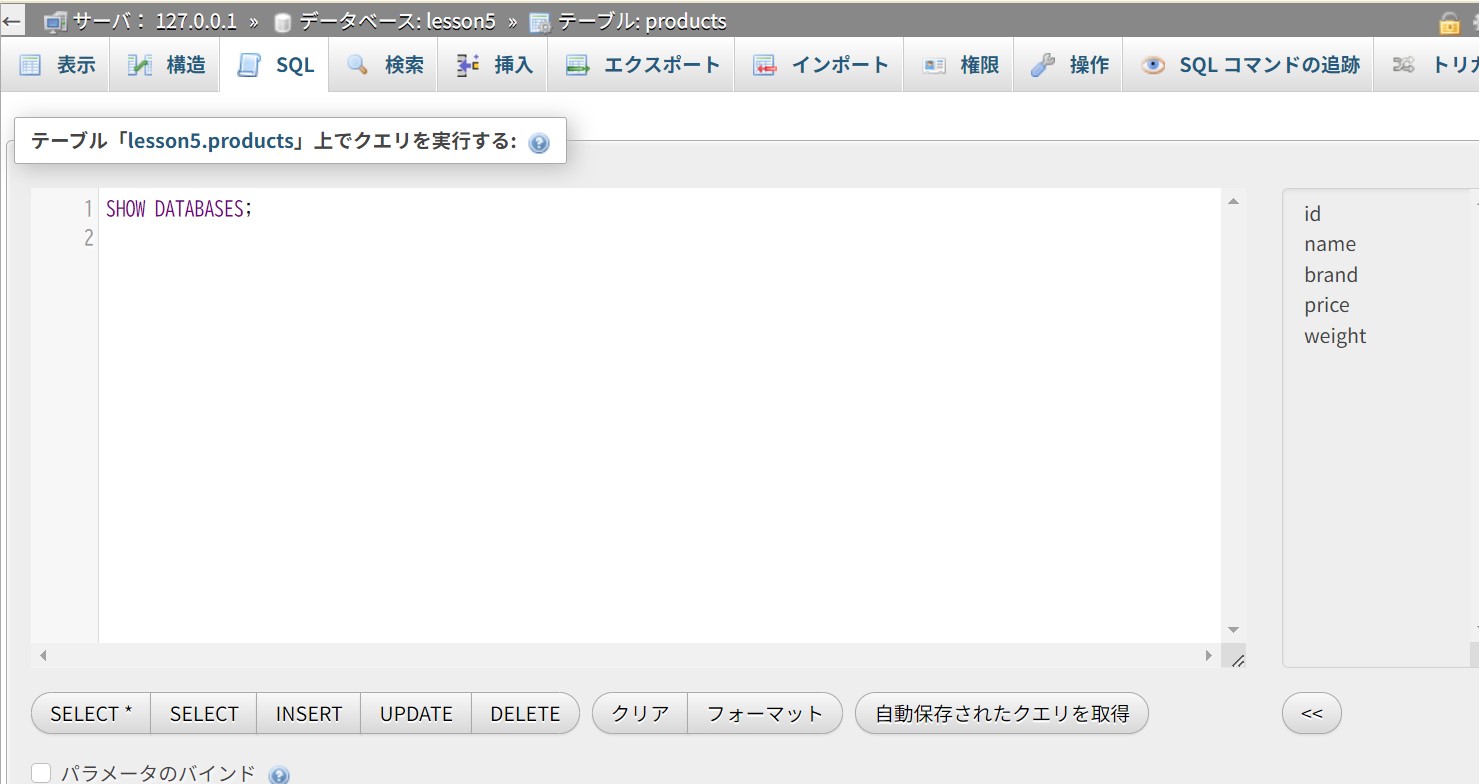 ← サーバ： 127.0.0.1 » データベース: lesson5 » テーブル: products
表示 構造 SQL 検索 挿入 エクスポート インポート 権限 操作 SQL コマンドの追跡
テーブル「lesson5.products」上でクエリを実行する:
1 SHOW DATABASES;
2
id
name
brand
price
weight
SELECT * SELECT INSERT UPDATE DELETE クリア フォーマット 自動保存されたクエリを取得 <<
パラメータのバインド